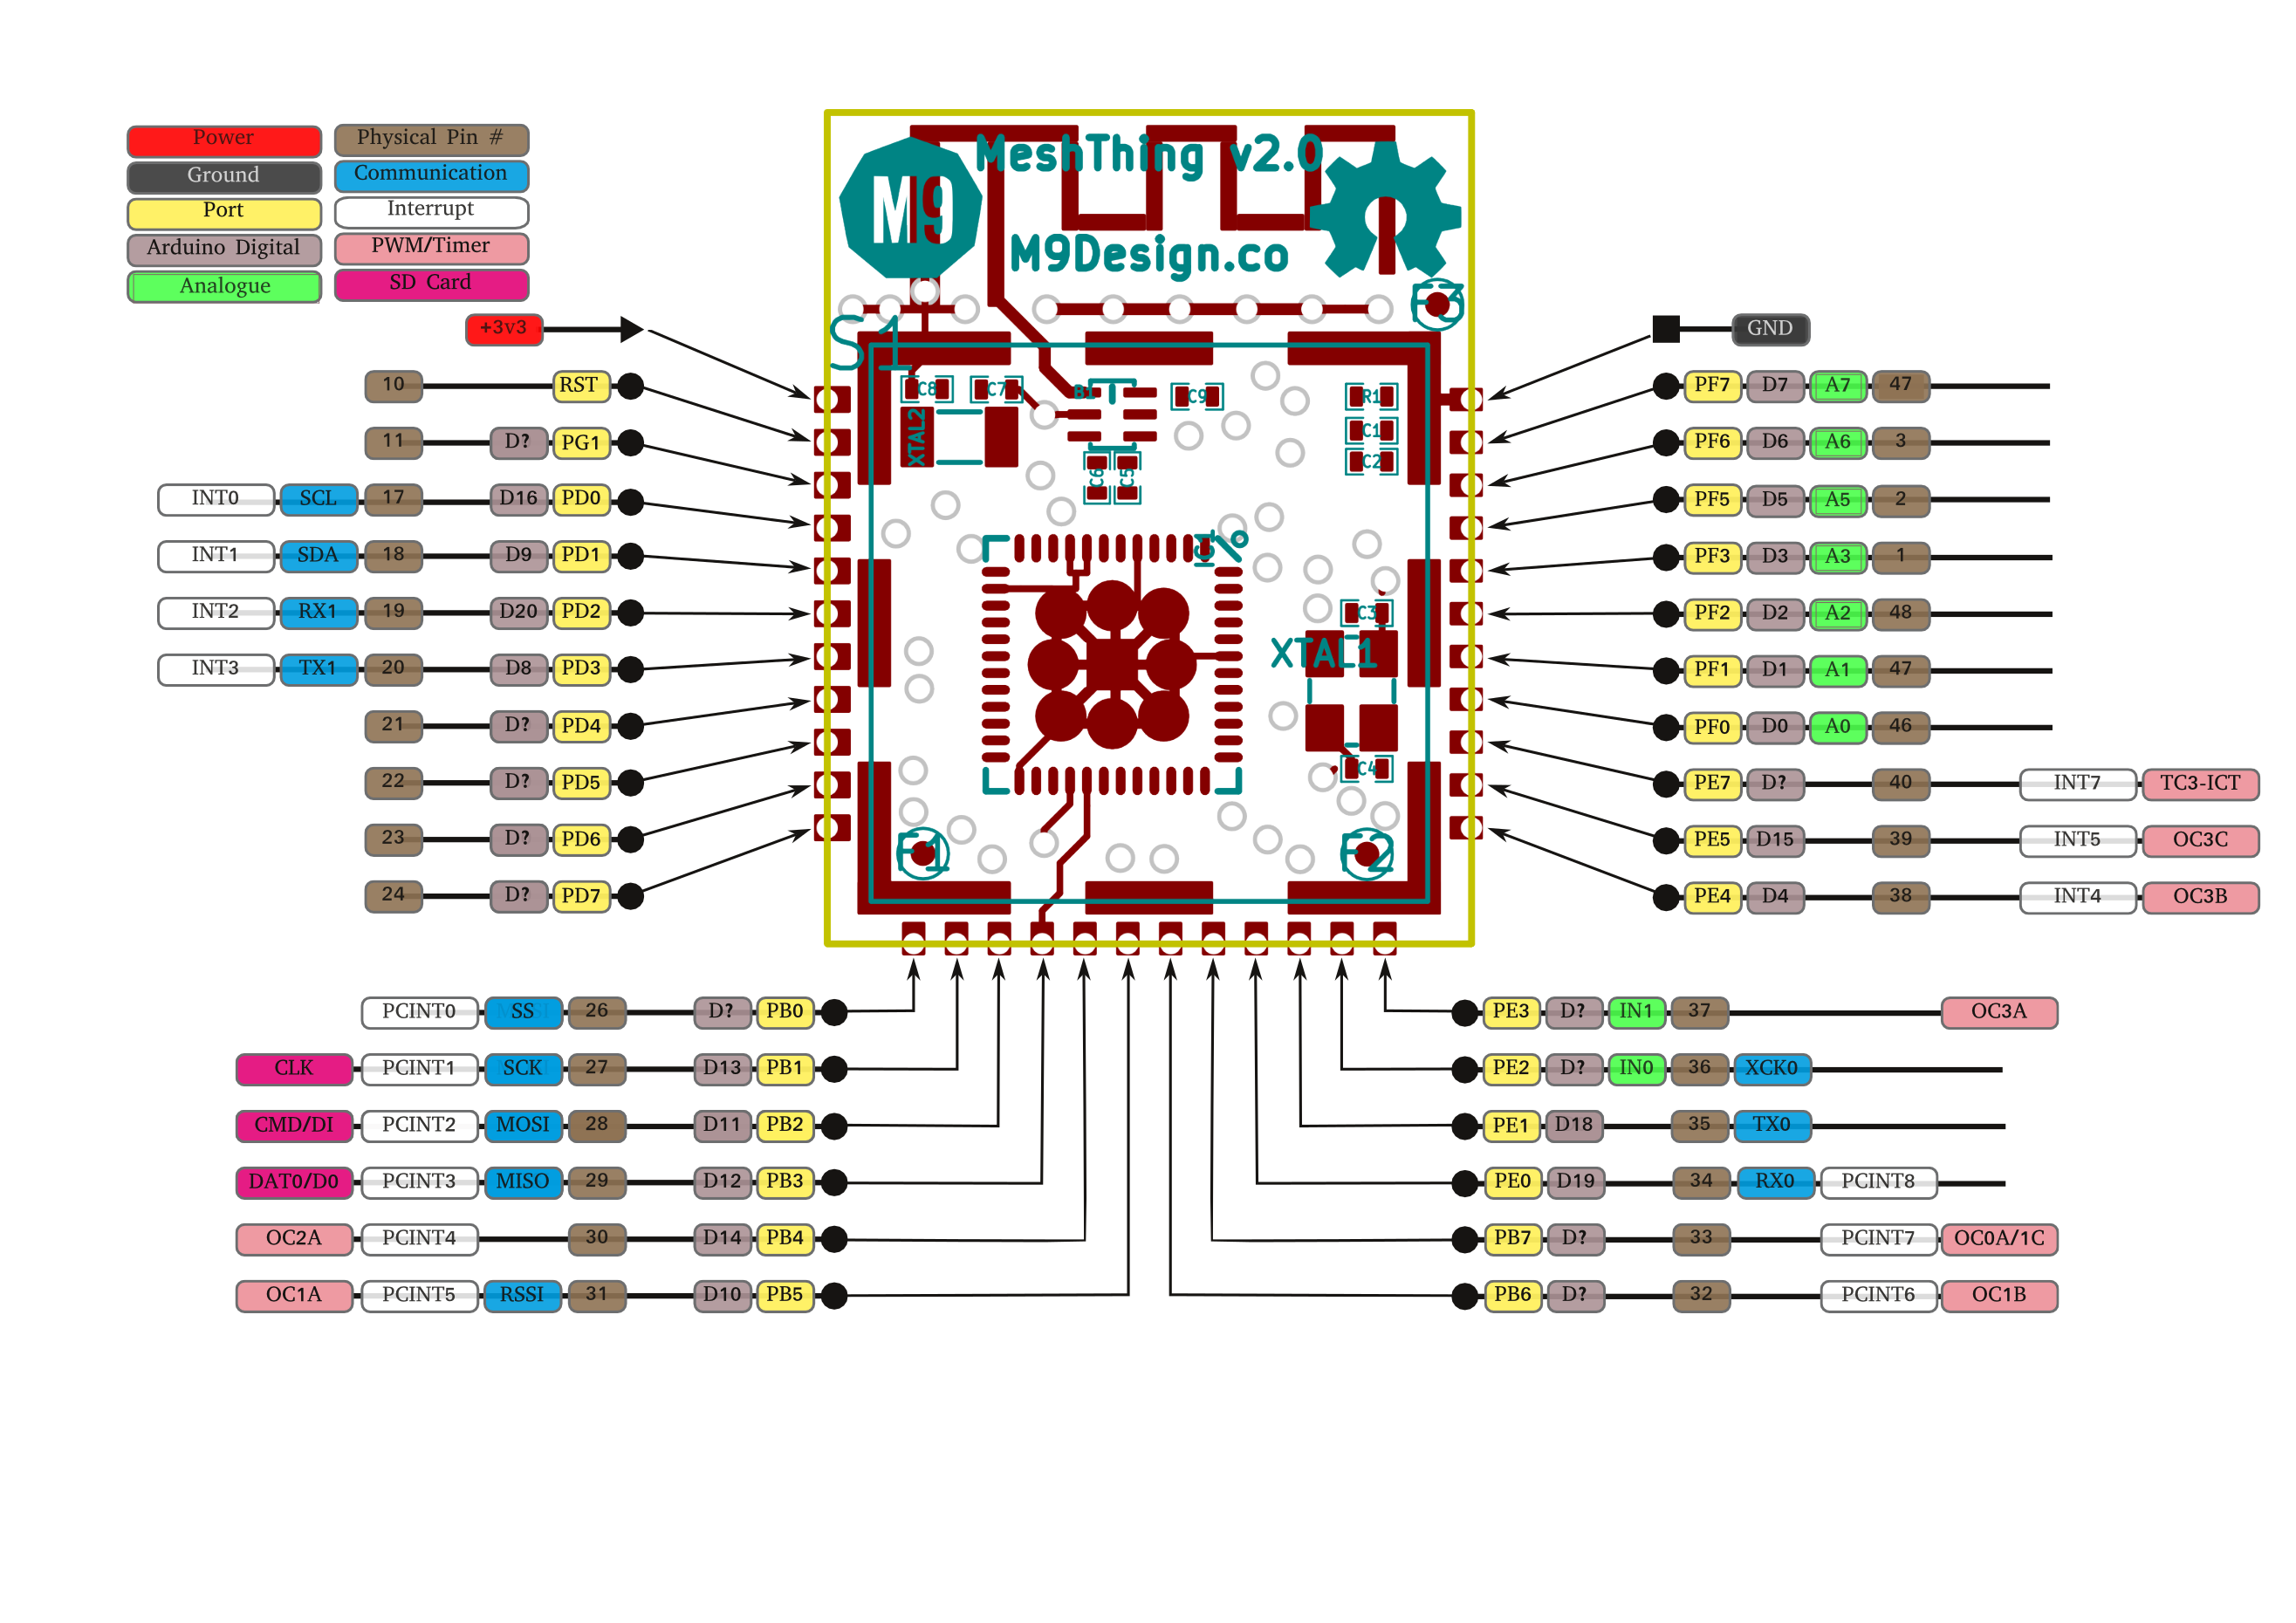 Power Physical Pin #
Ground Communication
Port Interrupt
Arduino Digital PWM/Timer
Analogue SD Card
MeshThing v2.0
M9
M9Design.co
F3
S1
+3v3
10 RST
11 D? PG1
INT0 SCL 17 D16 PD0
INT1 SDA 18 D9 PD1
INT2 RX1 19 D20 PD2
INT3 TX1 20 D8 PD3
21 D? PD4
22 D? PD5
23 D? PD6
24 D? PD7
C8 C7 B1 C9 R1
C1
C2
XTAL2
C6 C5
C3
XTAL1
C4
F1 F2
GND
PF7 D7 A7 47
PF6 D6 A6 3
PF5 D5 A5 2
PF3 D3 A3 1
PF2 D2 A2 48
PF1 D1 A1 47
PF0 D0 A0 46
PE7 D? 40 INT7 TC3-ICT
PE5 D15 39 INT5 OC3C
PE4 D4 38 INT4 OC3B
PCINT0 SS 26 D? PB0
CLK PCINT1 SCK 27 D13 PB1
CMD/DI PCINT2 MOSI 28 D11 PB2
DAT0/D0 PCINT3 MISO 29 D12 PB3
OC2A PCINT4 30 D14 PB4
OC1A PCINT5 RSSI 31 D10 PB5
PE3 D? IN1 37 OC3A
PE2 D? IN0 36 XCK0
PE1 D18 35 TX0
PE0 D19 34 RX0 PCINT8
PB7 D? 33 PCINT7 OC0A/1C
PB6 D? 32 PCINT6 OC1B